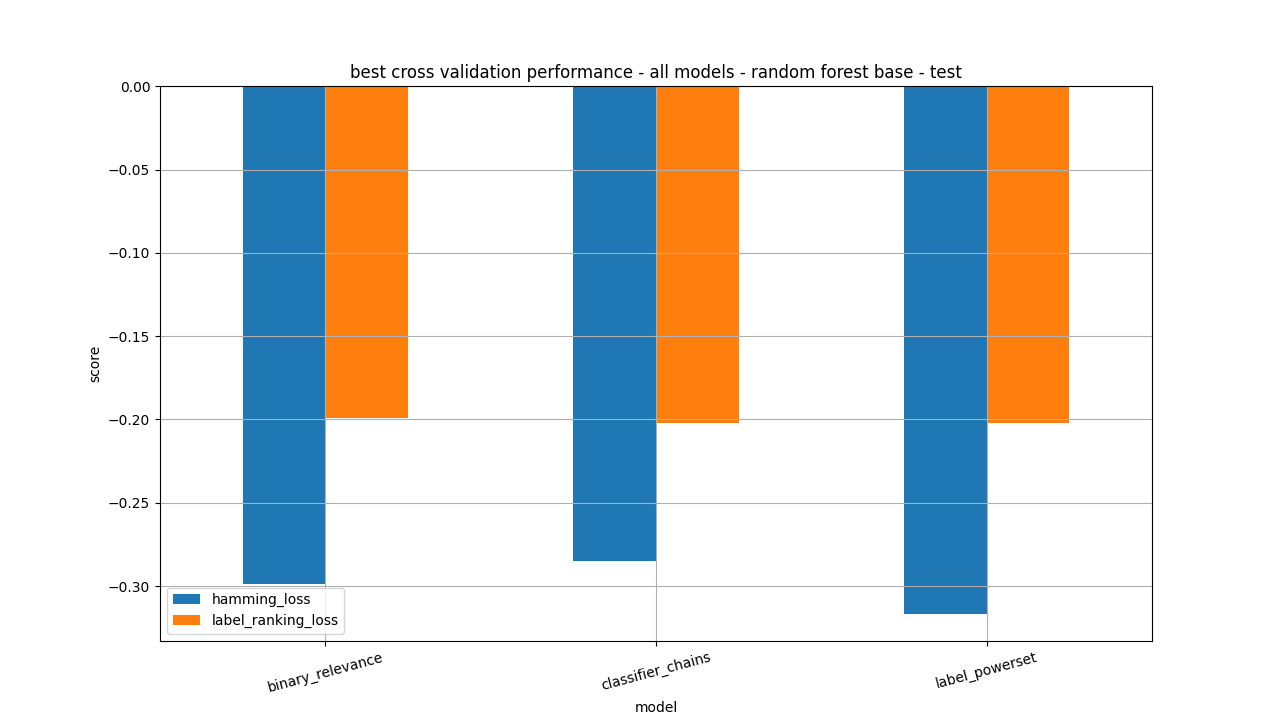 best cross validation performance - all models - random forest base - test
0.00
−0.05
−0.10
−0.15
−0.20
−0.25
−0.30
score
hamming_loss
label_ranking_loss
binary_relevance
classifier_chains
label_powerset
model